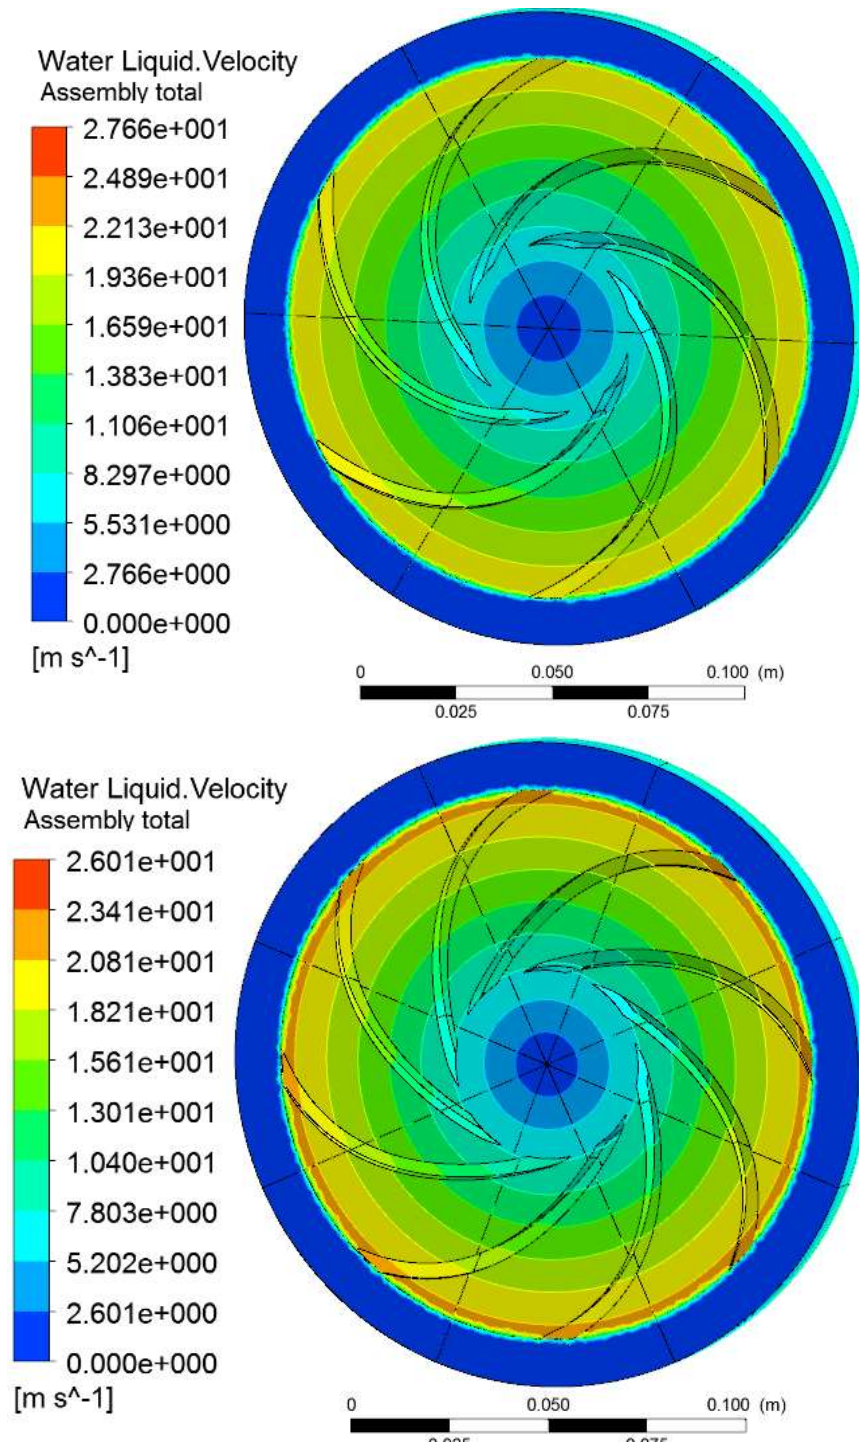 Water Liquid.Velocity
Assembly total
2.766e+001
2.489e+001
2.213e+001
1.936e+001
1.659e+001
1.383e+001
1.106e+001
8.297e+000
5.531e+000
2.766e+000
0.000e+000
[m s^-1]
0 0.050 0.100 (m)
0.025 0.075
Water Liquid.Velocity
Assembly total
2.601e+001
2.341e+001
2.081e+001
1.821e+001
1.561e+001
1.301e+001
1.040e+001
7.803e+000
5.202e+000
2.601e+000
0.000e+000
[m s^-1]
0 0.050 0.100 (m)
0.025 0.075